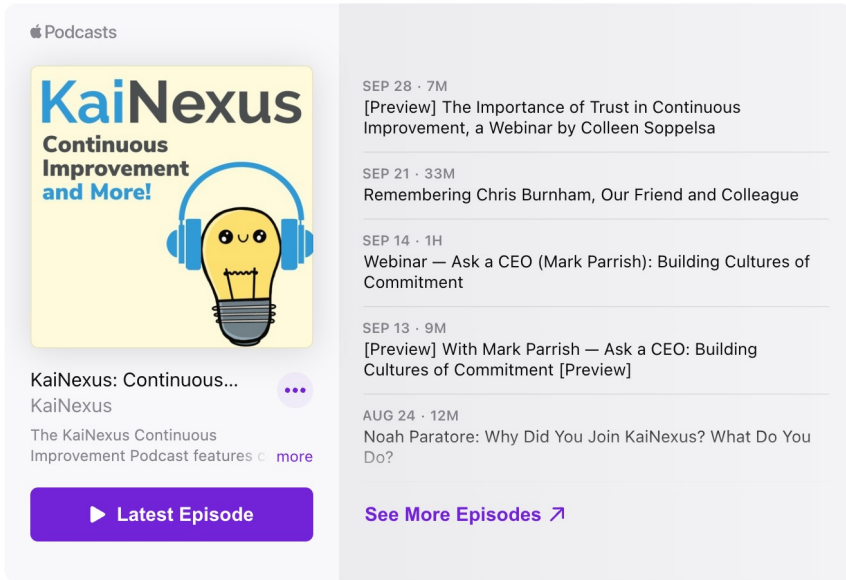 Podcasts
KaiNexus
Continuous
Improvement
and More!
KaiNexus: Continuous...
KaiNexus
The KaiNexus Continuous
Improvement Podcast features
more
Latest Episode
SEP 28 · 7M
[Preview] The Importance of Trust in Continuous
Improvement, a Webinar by Colleen Soppelsa
SEP 21 · 33M
Remembering Chris Burnham, Our Friend and Colleague
SEP 14 · 1H
Webinar — Ask a CEO (Mark Parrish): Building Cultures of
Commitment
SEP 13 · 9M
[Preview] With Mark Parrish — Ask a CEO: Building
Cultures of Commitment [Preview]
AUG 24 · 12M
Noah Paratore: Why Did You Join KaiNexus? What Do You
Do?
See More Episodes